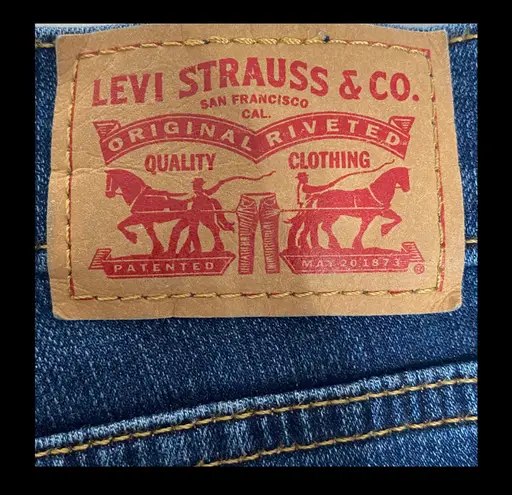 LEVI STRAUSS & CO.
SAN FRANCISCO
CAL.
ORIGINAL RIVETED
QUALITY CLOTHING
PATENTED MAY 20 1873 ®